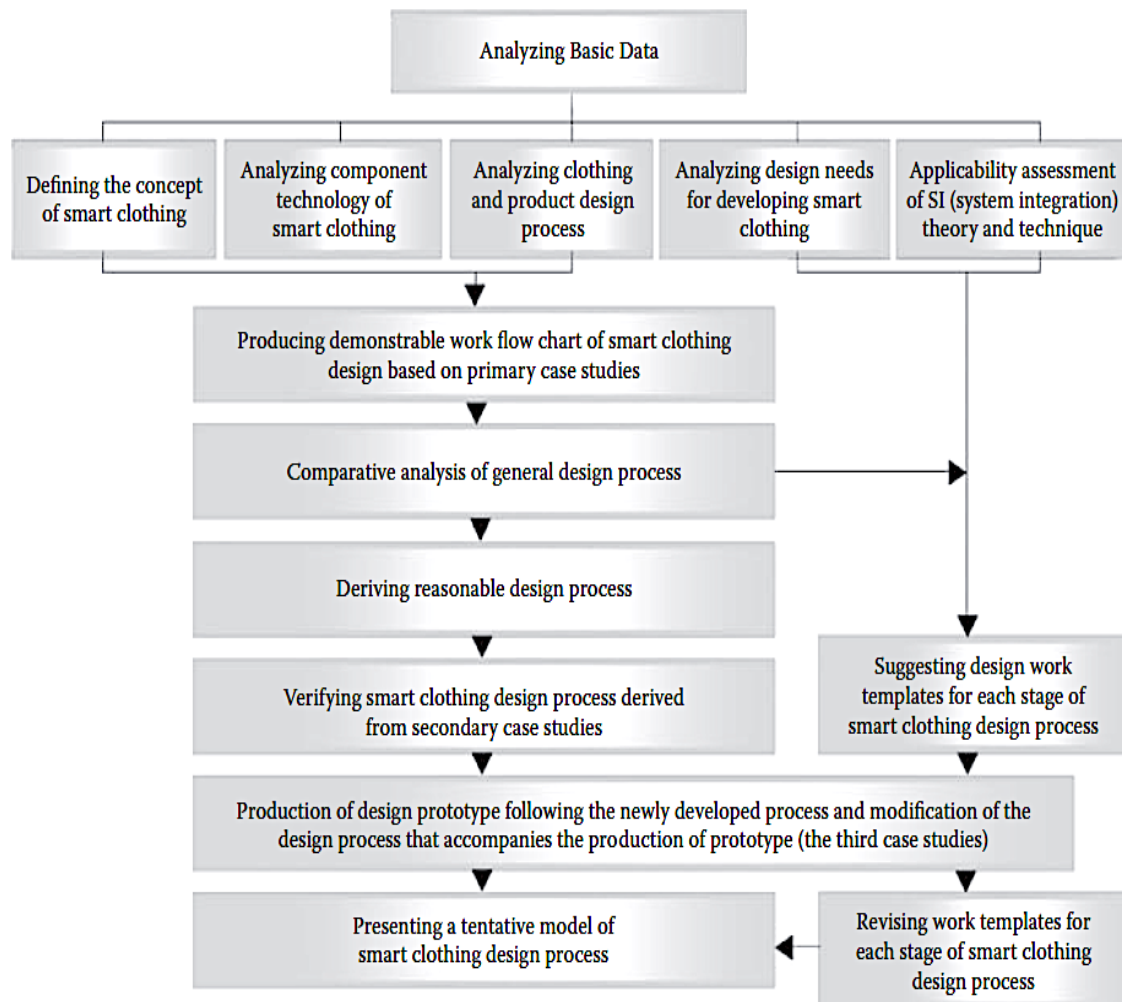 Analyzing Basic Data
Defining the concept
of smart clothing
Analyzing component
technology of
smart clothing
Analyzing clothing
and product design
process
Analyzing design needs
for developing smart
clothing
Applicability assessment
of SI (system integration)
theory and technique
Producing demonstrable work flow chart of smart clothing
design based on primary case studies
Comparative analysis of general design process
Deriving reasonable design process
Verifying smart clothing design process derived
from secondary case studies
Suggesting design work
templates for each stage of
smart clothing design process
Production of design prototype following the newly developed process and modification of the
design process that accompanies the production of prototype (the third case studies)
Presenting a tentative model of
smart clothing design process
Revising work templates for
each stage of smart clothing
design process